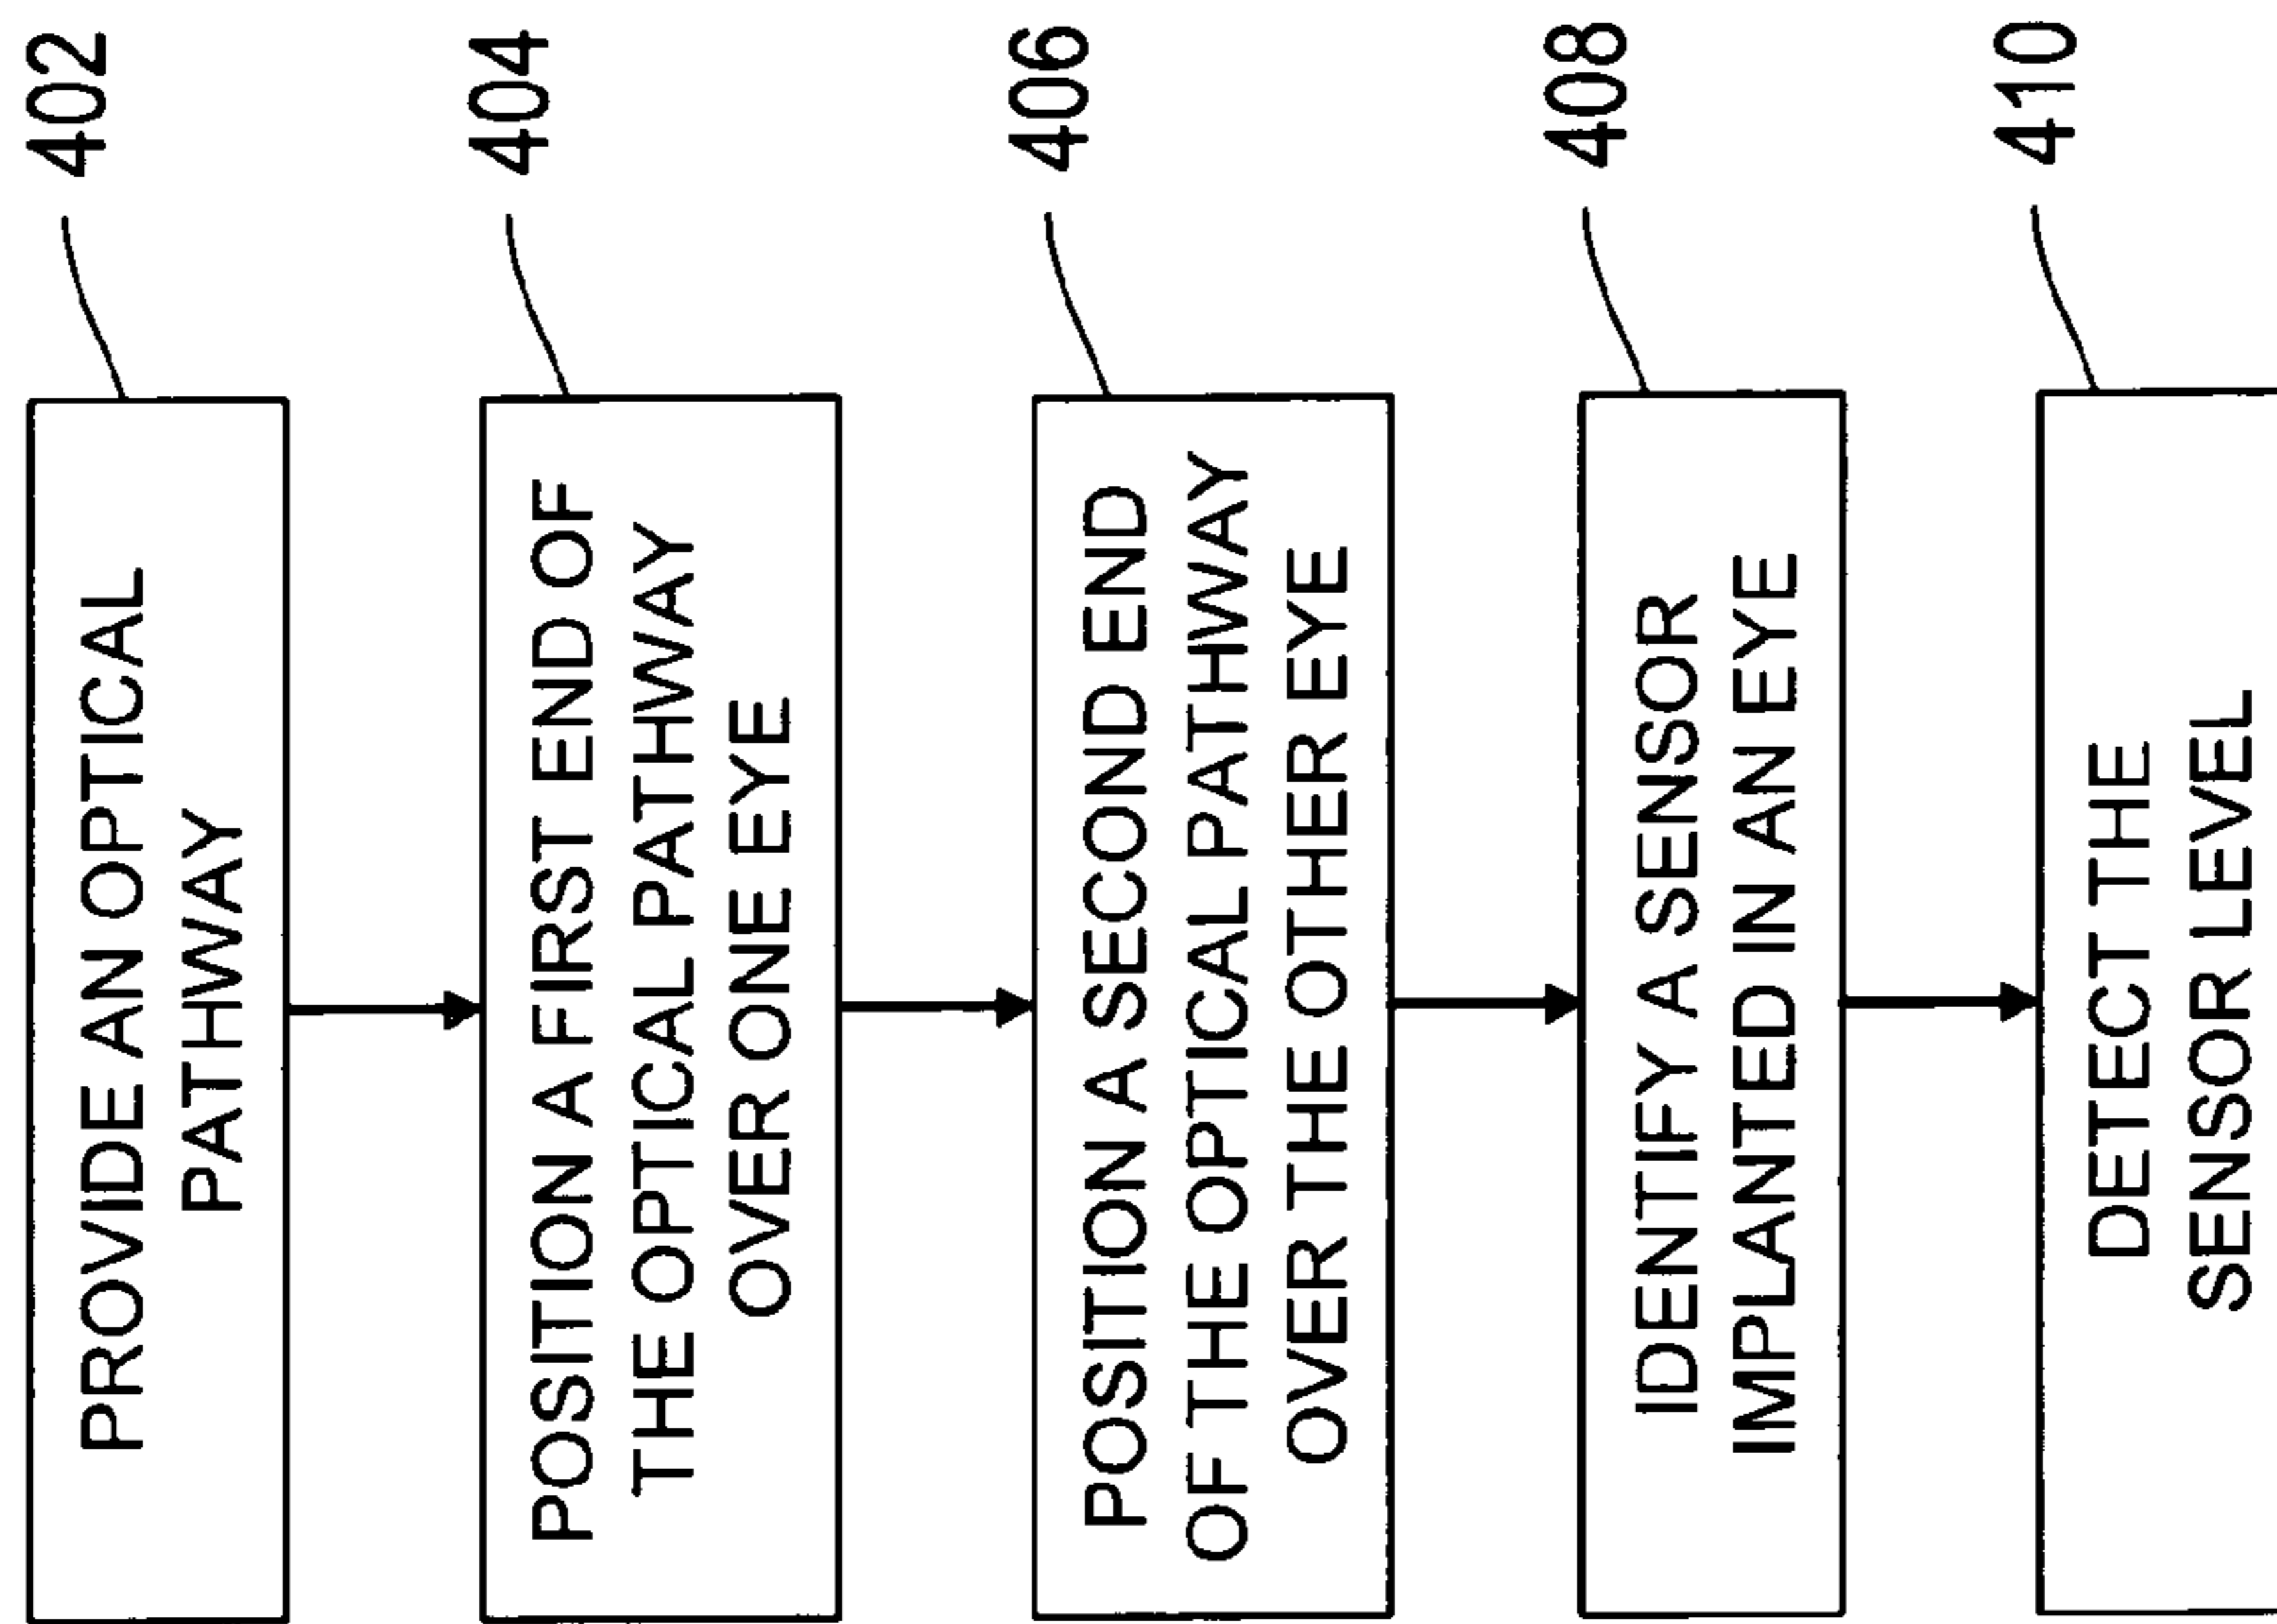 402
PROVIDE AN OPTICAL
PATHWAY
404
POSITION A FIRST END OF
THE OPTICAL PATHWAY
OVER ONE EYE
406
POSITION A SECOND END
OF THE OPTICAL PATHWAY
OVER THE OTHER EYE
408
IDENTIFY A SENSOR
IMPLANTED IN AN EYE
410
DETECT THE
SENSOR LEVEL